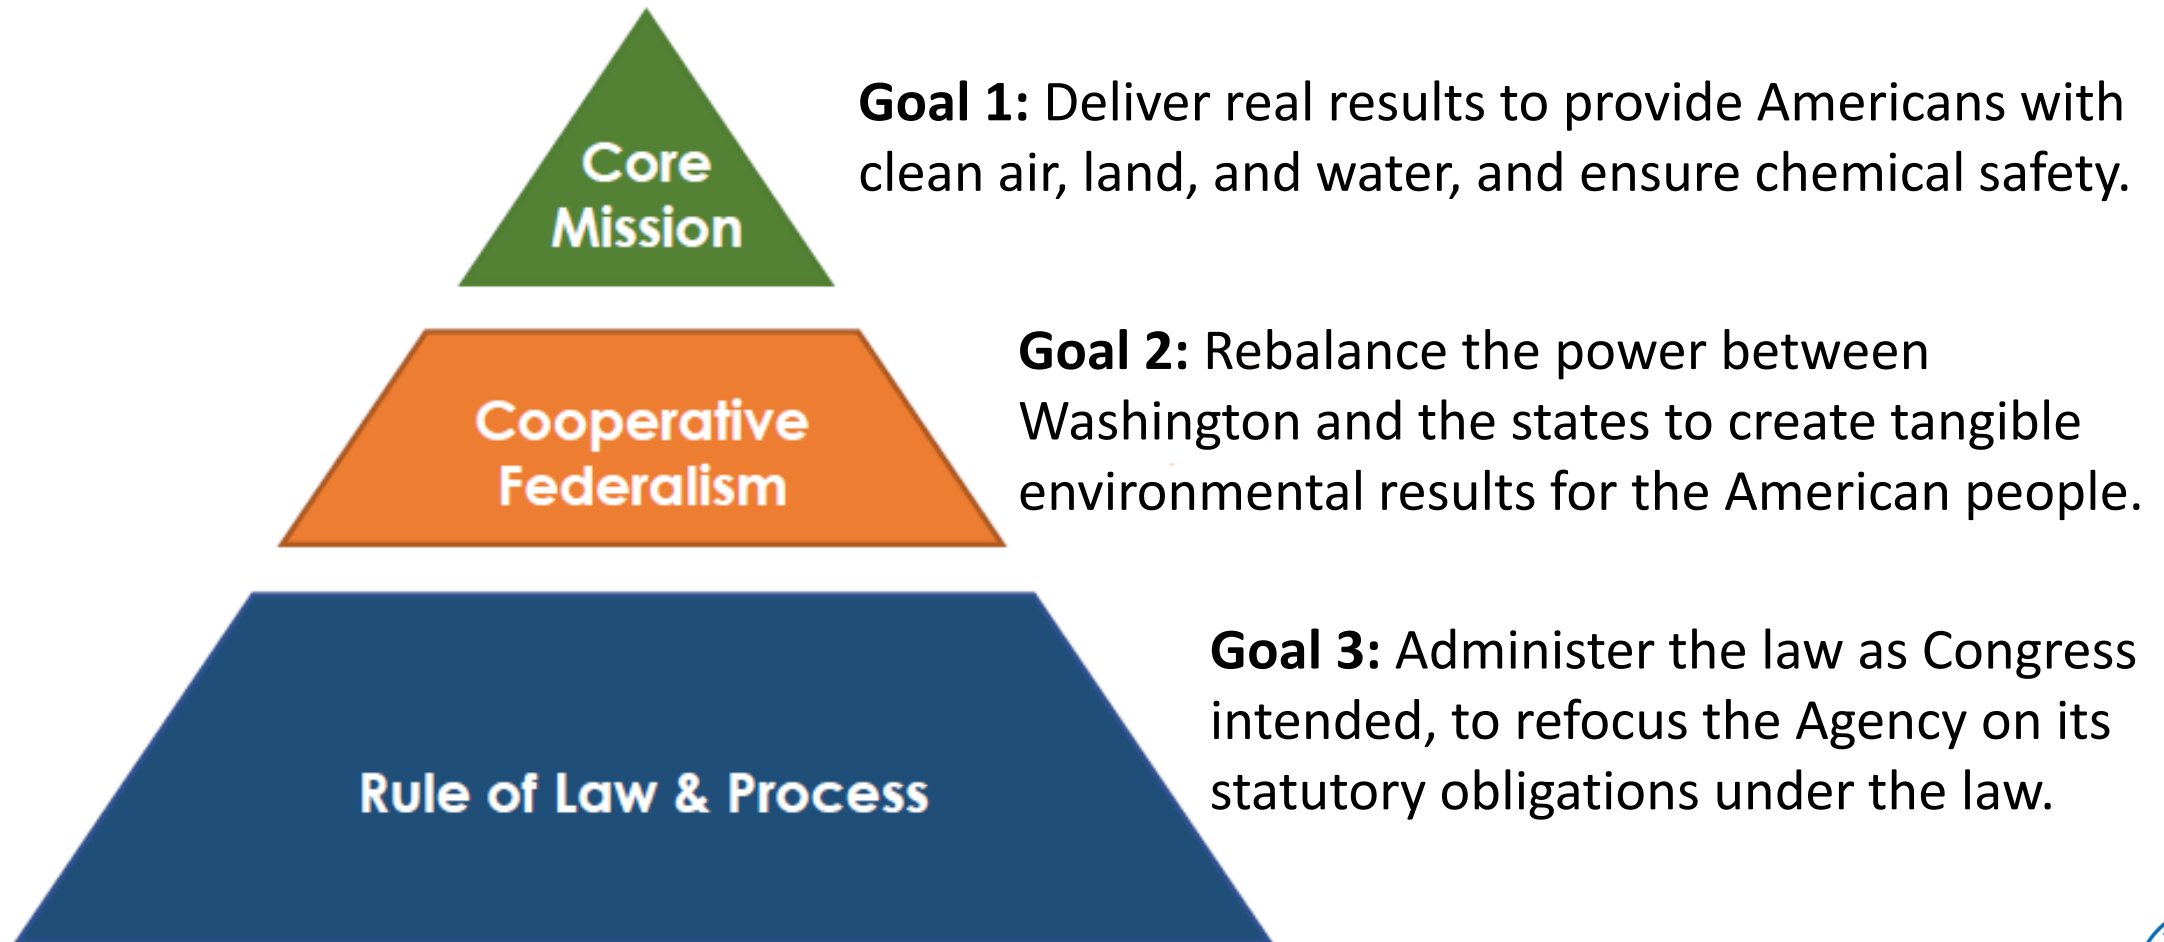 Core
Mission
Goal 1: Deliver real results to provide Americans with
clean air, land, and water, and ensure chemical safety.
Cooperative
Federalism
Goal 2: Rebalance the power between
Washington and the states to create tangible
environmental results for the American people.
Rule of Law & Process
Goal 3: Administer the law as Congress
intended, to refocus the Agency on its
statutory obligations under the law.